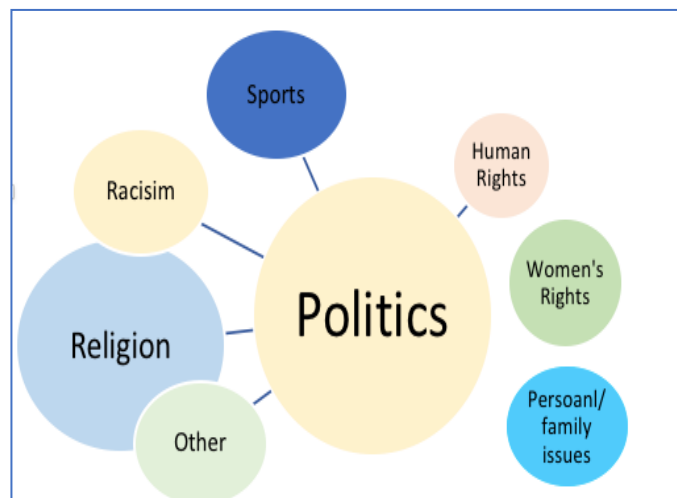 Sports
Human
Rights
Racisim
Women's
Rights
Politics
Religion
Persoanl/
family
issues
Other